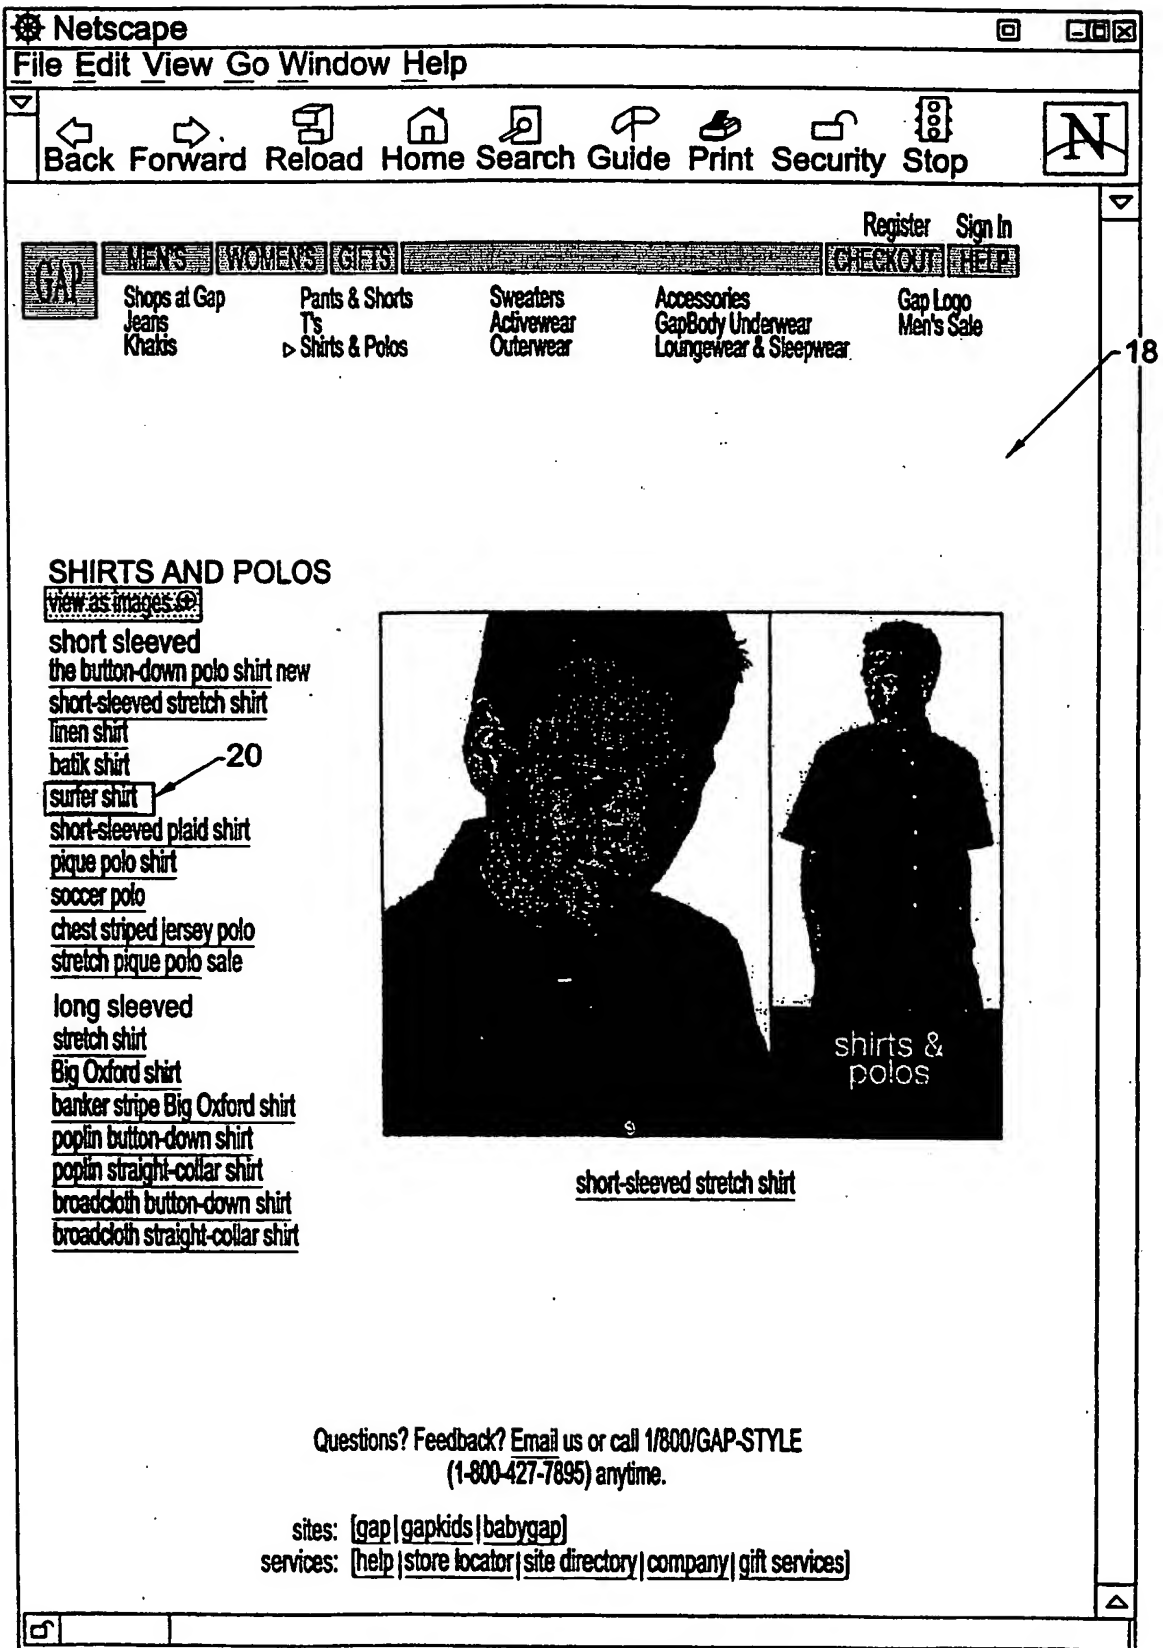 Netscape
File Edit View Go Window Help
Back Forward Reload Home Search Guide Print Security Stop
N
Register Sign In
GAP MEN'S WOMEN'S GIFTS CHECKOUT HELP
Shops at Gap Pants & Shorts Sweaters Accessories Gap Logo
Jeans T's Activewear GapBody Underwear Men's Sale
Khakis ▷ Shirts & Polos Outerwear Loungewear & Sleepwear
18
SHIRTS AND POLOS
view as images
short sleeved
the button-down polo shirt new
short-sleeved stretch shirt
linen shirt
batik shirt
20
surfer shirt
short-sleeved plaid shirt
pique polo shirt
soccer polo
chest striped jersey polo
stretch pique polo sale
long sleeved
stretch shirt
Big Oxford shirt
banker stripe Big Oxford shirt
poplin button-down shirt
poplin straight-collar shirt
broadcloth button-down shirt
broadcloth straight-collar shirt
shirts &
polos
9
short-sleeved stretch shirt
Questions? Feedback? Email us or call 1/800/GAP-STYLE
(1-800-427-7895) anytime.
sites: [gap|gapkids|babygap]
services: [help|store locator|site directory|company|gift services]